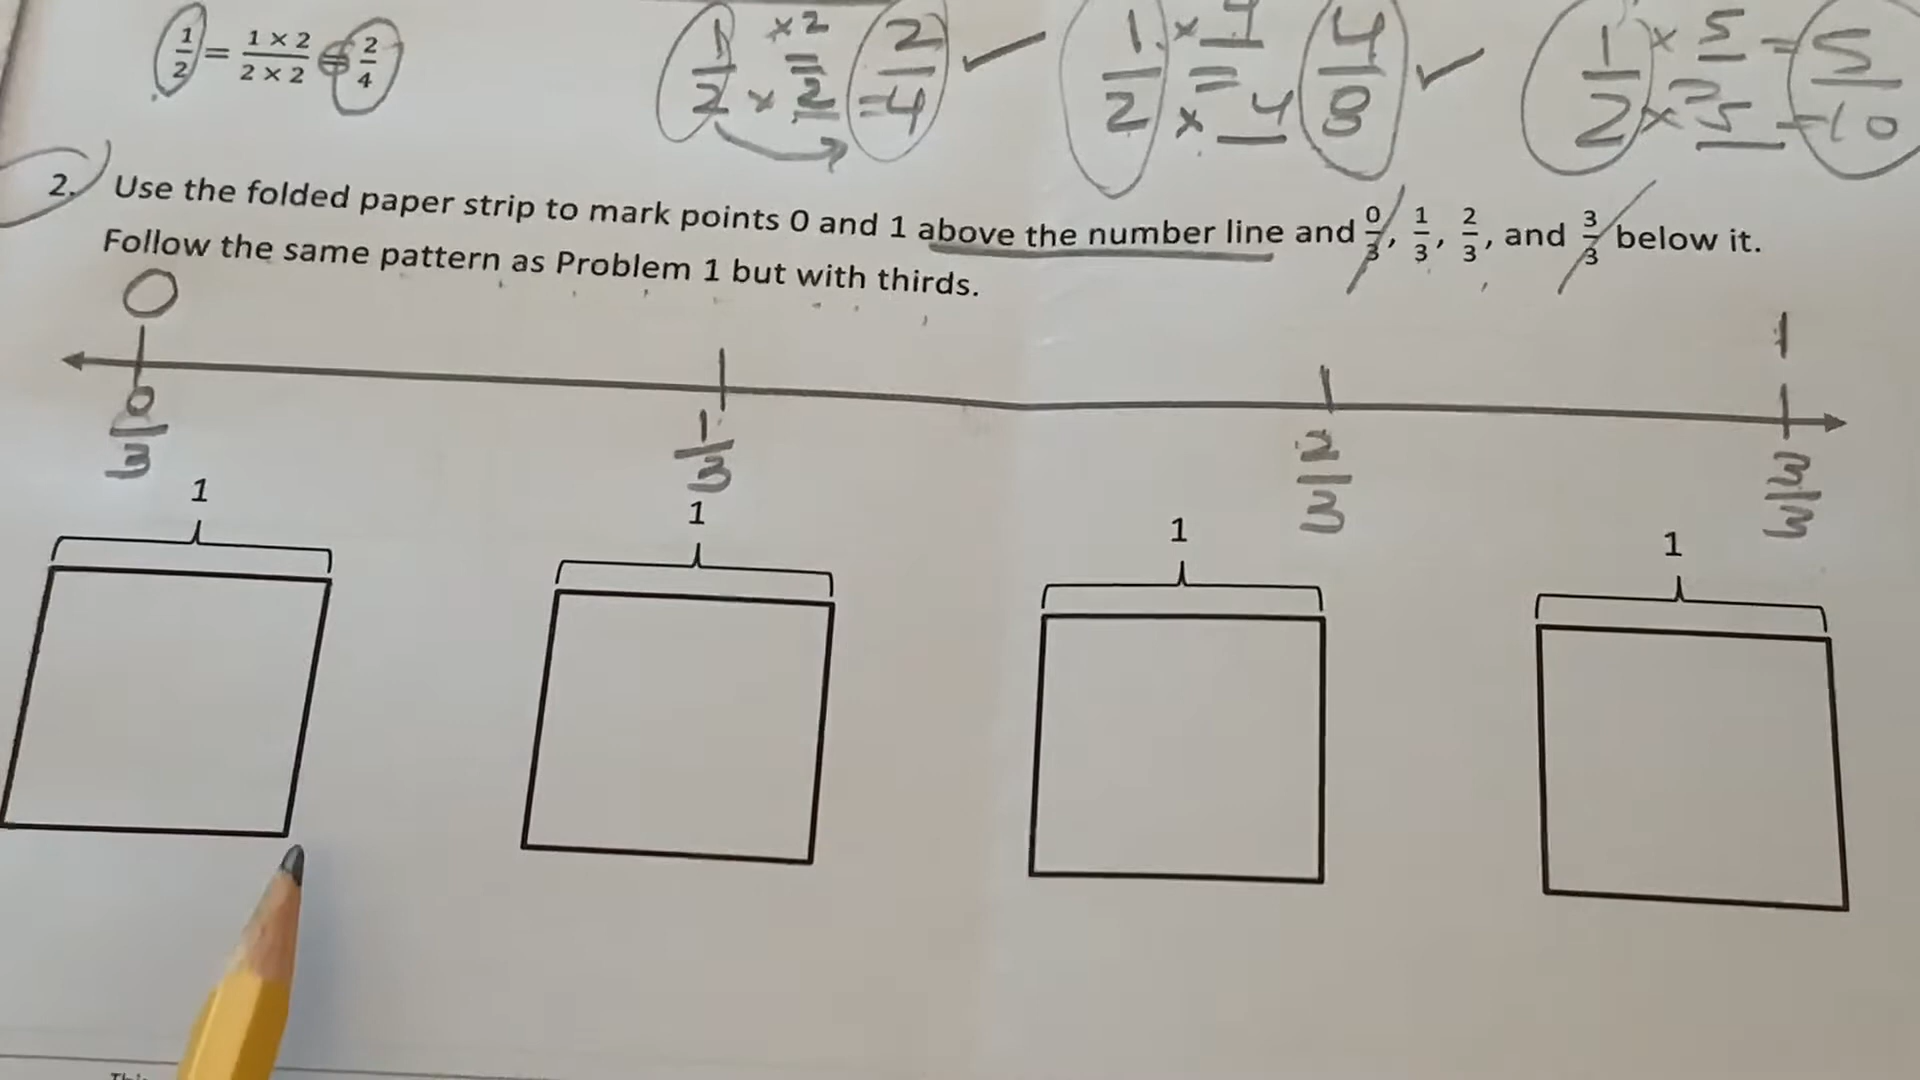 1/2 = 1 × 2 / 2 × 2 = 2/4
1/2 × 2 / × 2 = 2/4 ✓
1/2 × 4 / × 4 = 4/8 ✓
1/2 × 5 / × 5 = 5/10
2. Use the folded paper strip to mark points 0 and 1 above the number line and 0/3, 1/3, 2/3, and 3/3 below it.
Follow the same pattern as Problem 1 but with thirds.
0 1
0/3 1/3 2/3 3/3
1 1 1 1